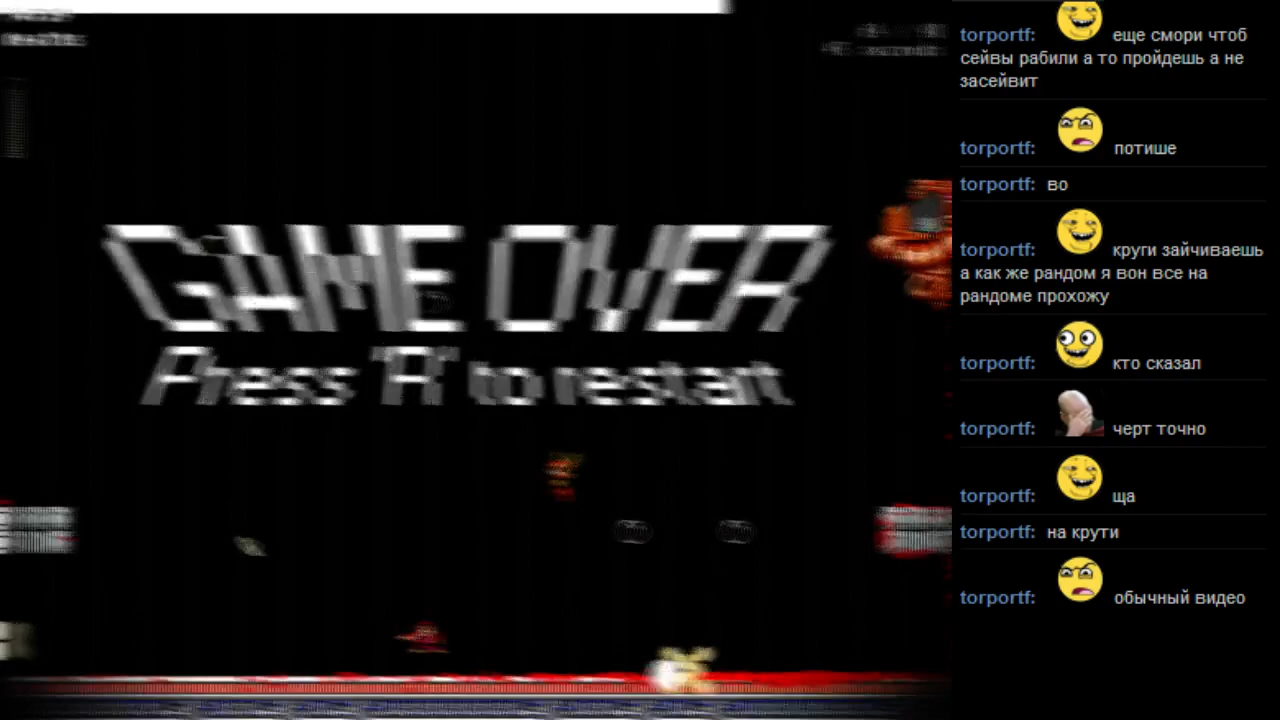 GAME OVER
Press "R" to restart
torportf: еще смори чтоб
сейвы рабили а то пройдешь а не
засейвит
torportf: потише
torportf: во
torportf: круги зайчиваешь
а как же рандом я вон все на
рандоме прохожу
torportf: кто сказал
torportf: черт точно
torportf: ща
torportf: на крути
torportf: обычный видео